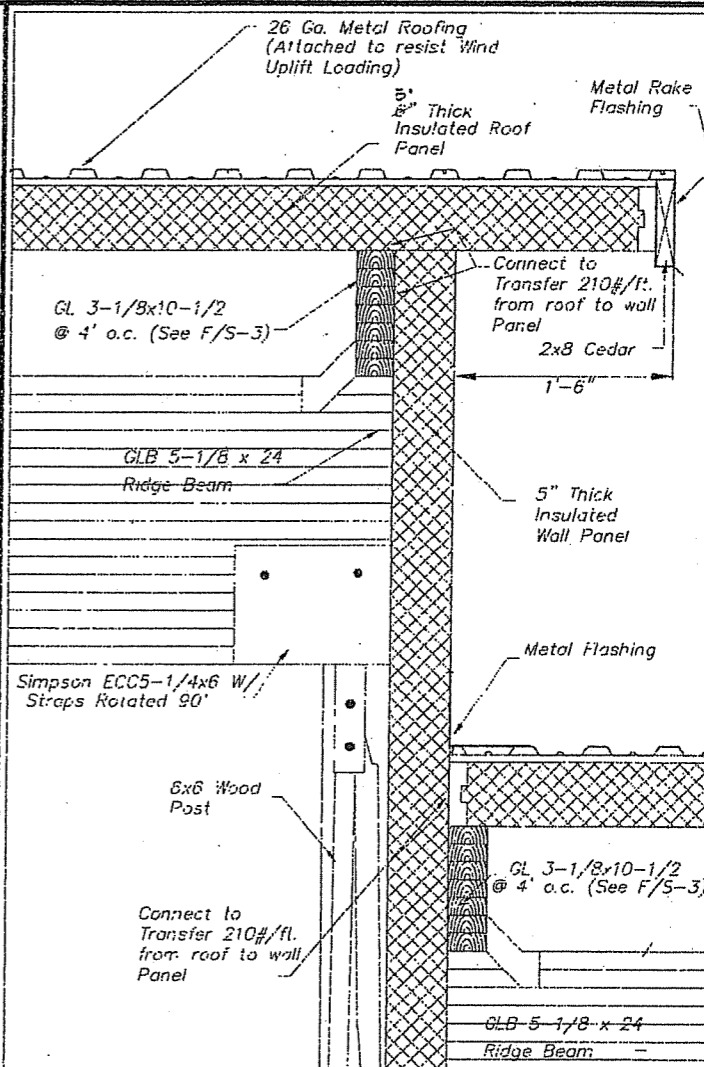 26 Ga. Metal Roofing
(Attached to resist Wind
Uplift Loading)
Metal Rake
Flashing
5"
6" Thick
Insulated Roof
Panel
Connect to
Transfer 210#/ft.
from roof to wall
Panel
GL 3-1/8x10-1/2
@ 4' o.c. (See F/S-3)
2x8 Cedar
1'-6"
GLB 5-1/8 x 24
Ridge Beam
5" Thick
Insulated
Wall Panel
Metal Flashing
Simpson ECC5-1/4x6 W/
Straps Rotated 90°
6x6 Wood
Post
GL 3-1/8x10-1/2
@ 4' o.c. (See F/S-3)
Connect to
Transfer 210#/ft.
from roof to wall
Panel
GLB 5-1/8 x 24
Ridge Beam